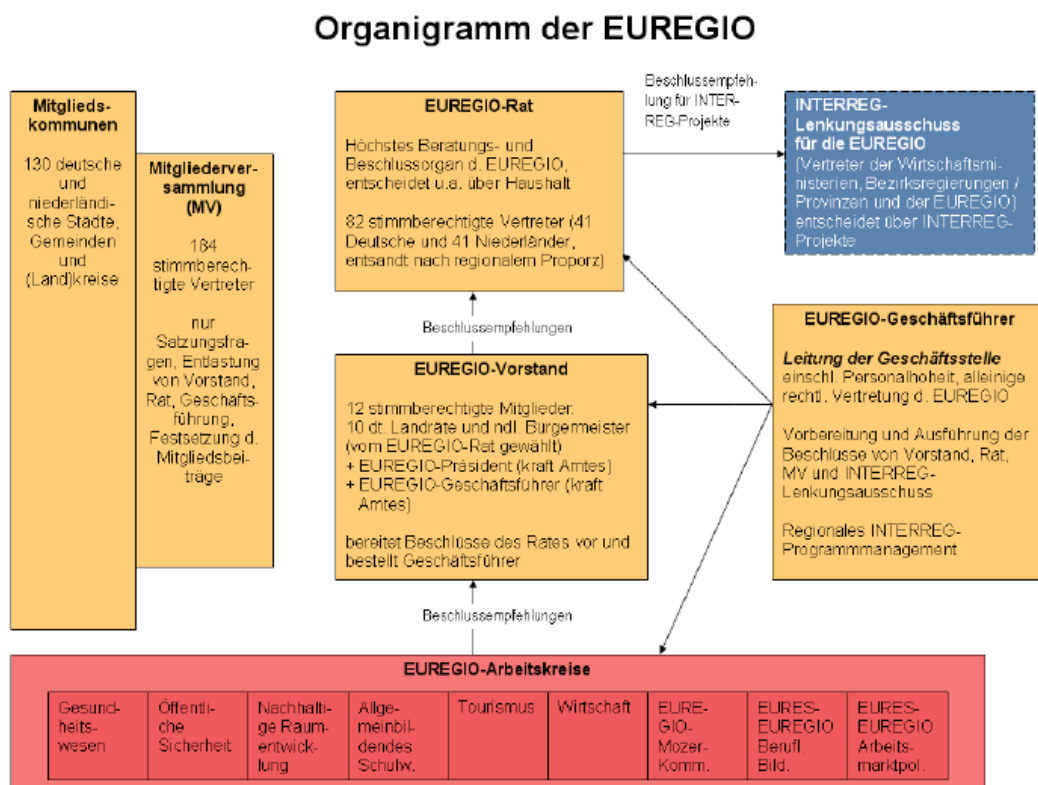 Organigramm der EUREGIO
Mitglieds-
kommunen
130 deutsche
und
niederländi-
sche Städte,
Gemeinden
und
(Land)kreise
Mitgliederver-
sammlung
(MV)
184
stimmberech-
tigte Vertreter
nur
Satzungsfra-
gen, Entlastung
von Vorstand,
Rat, Geschäfts-
führung,
Festsetzung d.
Mitgliedsbei-
träge
EUREGIO-Rat
Höchstes Beratungs- und
Beschlussorgan d. EUREGIO,
entscheidet u.a. über Haushalt
82 stimmberechtigte Vertreter (41
Deutsche und 41 Niederländer,
entsandt nach regionalem Proporz)
Beschlussempfeh-
lung für INTER-
REG-Projekte
INTERREG-
Lenkungsausschuss
für die EUREGIO
(Vertreter der Wirtschaftsmi-
nisterien, Bezirksregierungen /
Provinzen und der EUREGIO)
entscheidet über INTERREG-
Projekte
Beschlussempfehlungen
EUREGIO-Vorstand
12 stimmberechtigte Mitglieder:
10 dt. Landräte und ndl. Bürgermeister
(vom EUREGIO-Rat gewählt)
+ EUREGIO-Präsident (kraft Amtes)
+ EUREGIO-Geschäftsführer (kraft
Amtes)
bereitet Beschlüsse des Rates vor und
bestellt Geschäftsführer
EUREGIO-Geschäftsführer
Leitung der Geschäftsstelle
einschl. Personalhoheit, alleinige
rechtl. Vertretung d. EUREGIO
Vorbereitung und Ausführung der
Beschlüsse von Vorstand, Rat,
MV und INTERREG-
Lenkungsausschuss
Regionales INTERREG-
Programmmanagement
Beschlussempfehlungen
EUREGIO-Arbeitskreise
Gesund-
heits-
wesen
Öffentli-
che
Sicherheit
Nachhalti-
ge Raum-
entwick-
lung
Allge-
meinbil-
dendes
Schulw.
Tourismus
Wirtschaft
EURE-
GIO-
Mozer-
Komm.
EURES-
EUREGIO
Berufl.
Bild.
EURES-
EUREGIO
Arbeits-
marktpol.